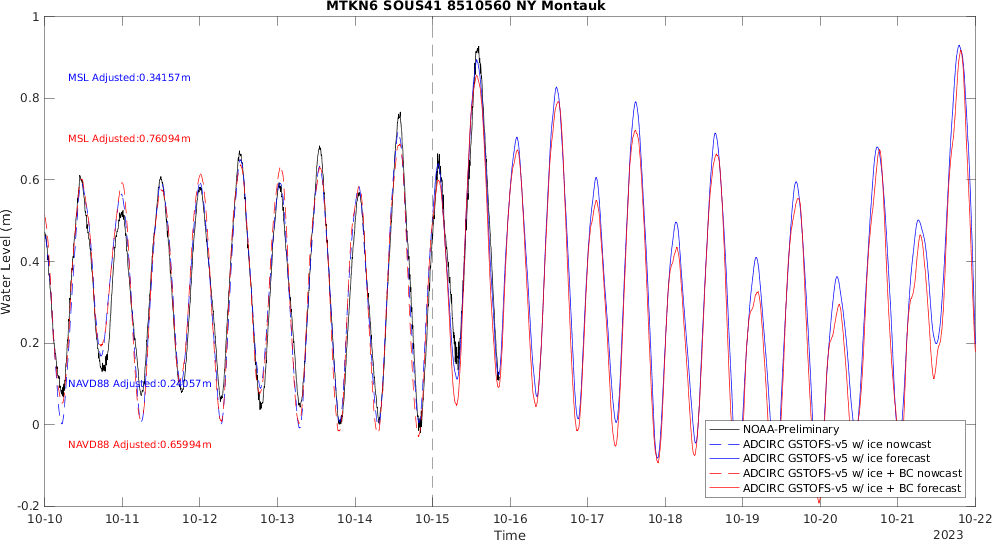 MTKN6 SOUS41 8510560 NY Montauk
1
0.8
0.6
0.4
0.2
0
-0.2
Water Level (m)
MSL Adjusted:0.34157m
MSL Adjusted:0.76094m
NAVD88 Adjusted:0.24057m
NAVD88 Adjusted:0.65994m
NOAA-Preliminary
ADCIRC GSTOFS-v5 w/ ice nowcast
ADCIRC GSTOFS-v5 w/ ice forecast
ADCIRC GSTOFS-v5 w/ ice + BC nowcast
ADCIRC GSTOFS-v5 w/ ice + BC forecast
10-10 10-11 10-12 10-13 10-14 10-15 10-16 10-17 10-18 10-19 10-20 10-21 10-22
Time
2023